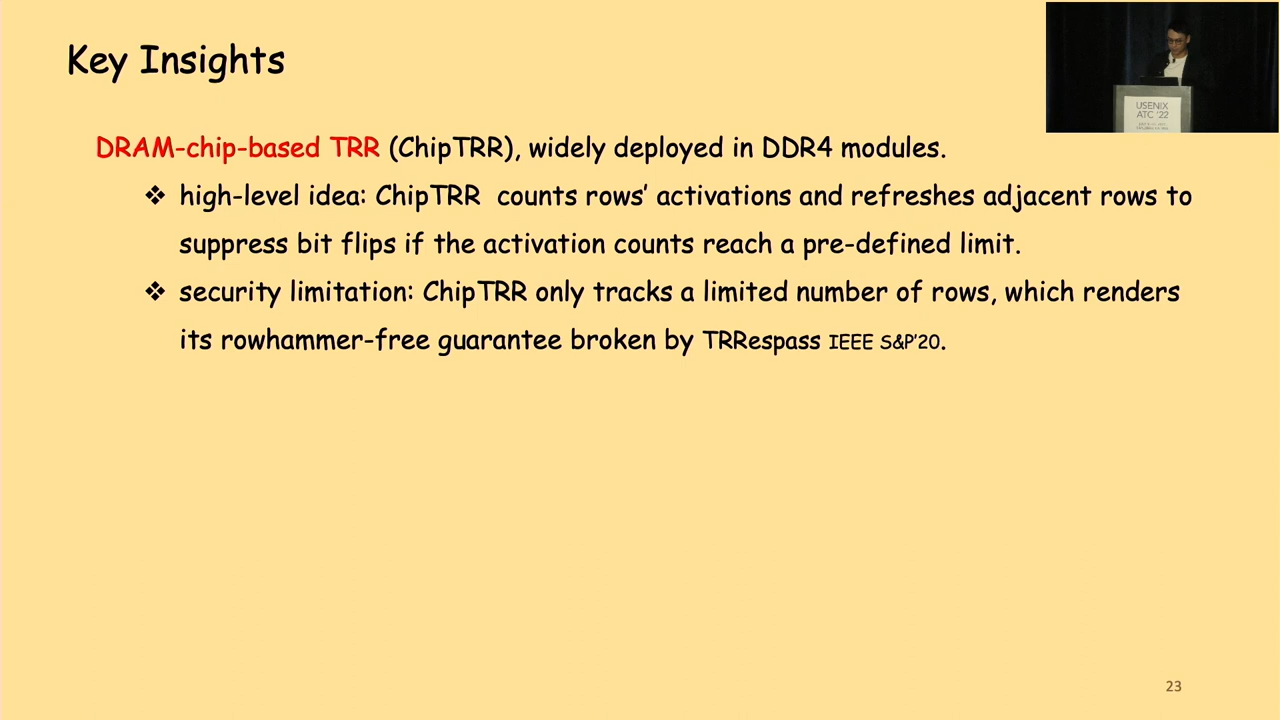 Key Insights
DRAM-chip-based TRR (ChipTRR), widely deployed in DDR4 modules.
❖ high-level idea: ChipTRR counts rows’ activations and refreshes adjacent rows to
suppress bit flips if the activation counts reach a pre-defined limit.
❖ security limitation: ChipTRR only tracks a limited number of rows, which renders
its rowhammer-free guarantee broken by TRRespass IEEE S&P’20.
USENIX
ATC ’22
23